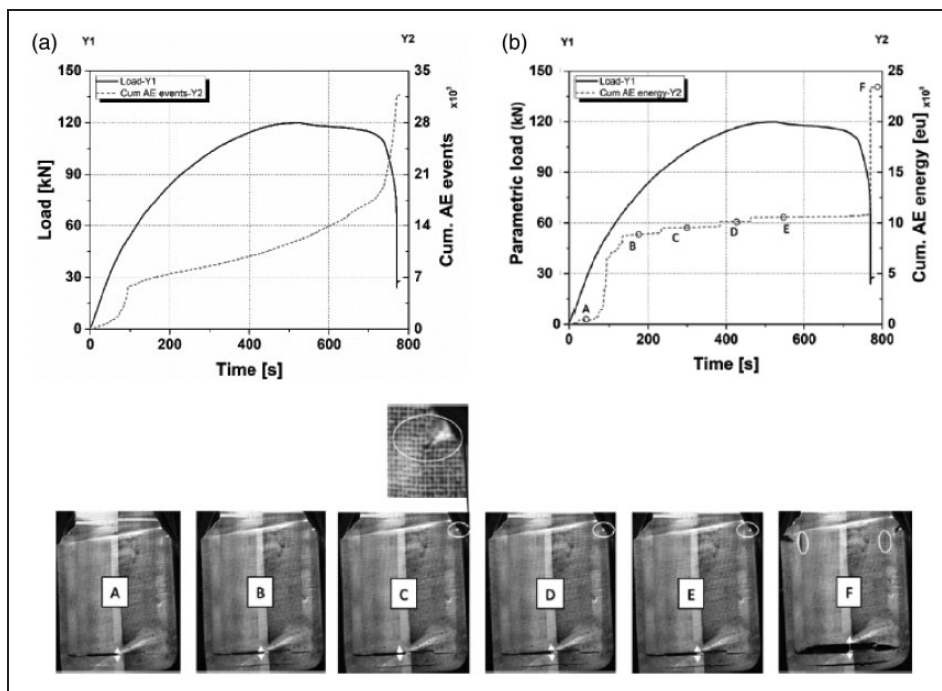 (a)
Y1
Y2
150
120
90
60
30
0
Load [kN]
Load-Y1
Cum AE events-Y2
35
28
21
14
7
0
x10³
Cum. AE events
0 200 400 600 800
Time [s]
(b)
Y1
Y2
150
120
90
60
30
0
Parametric load (kN)
Load-Y1
Cum AE energy-Y2
25
20
15
10
5
0
x10³
Cum. AE energy [eu]
F
A
B
C
D
E
0 200 400 600 800
Time [s]
A B C D E F